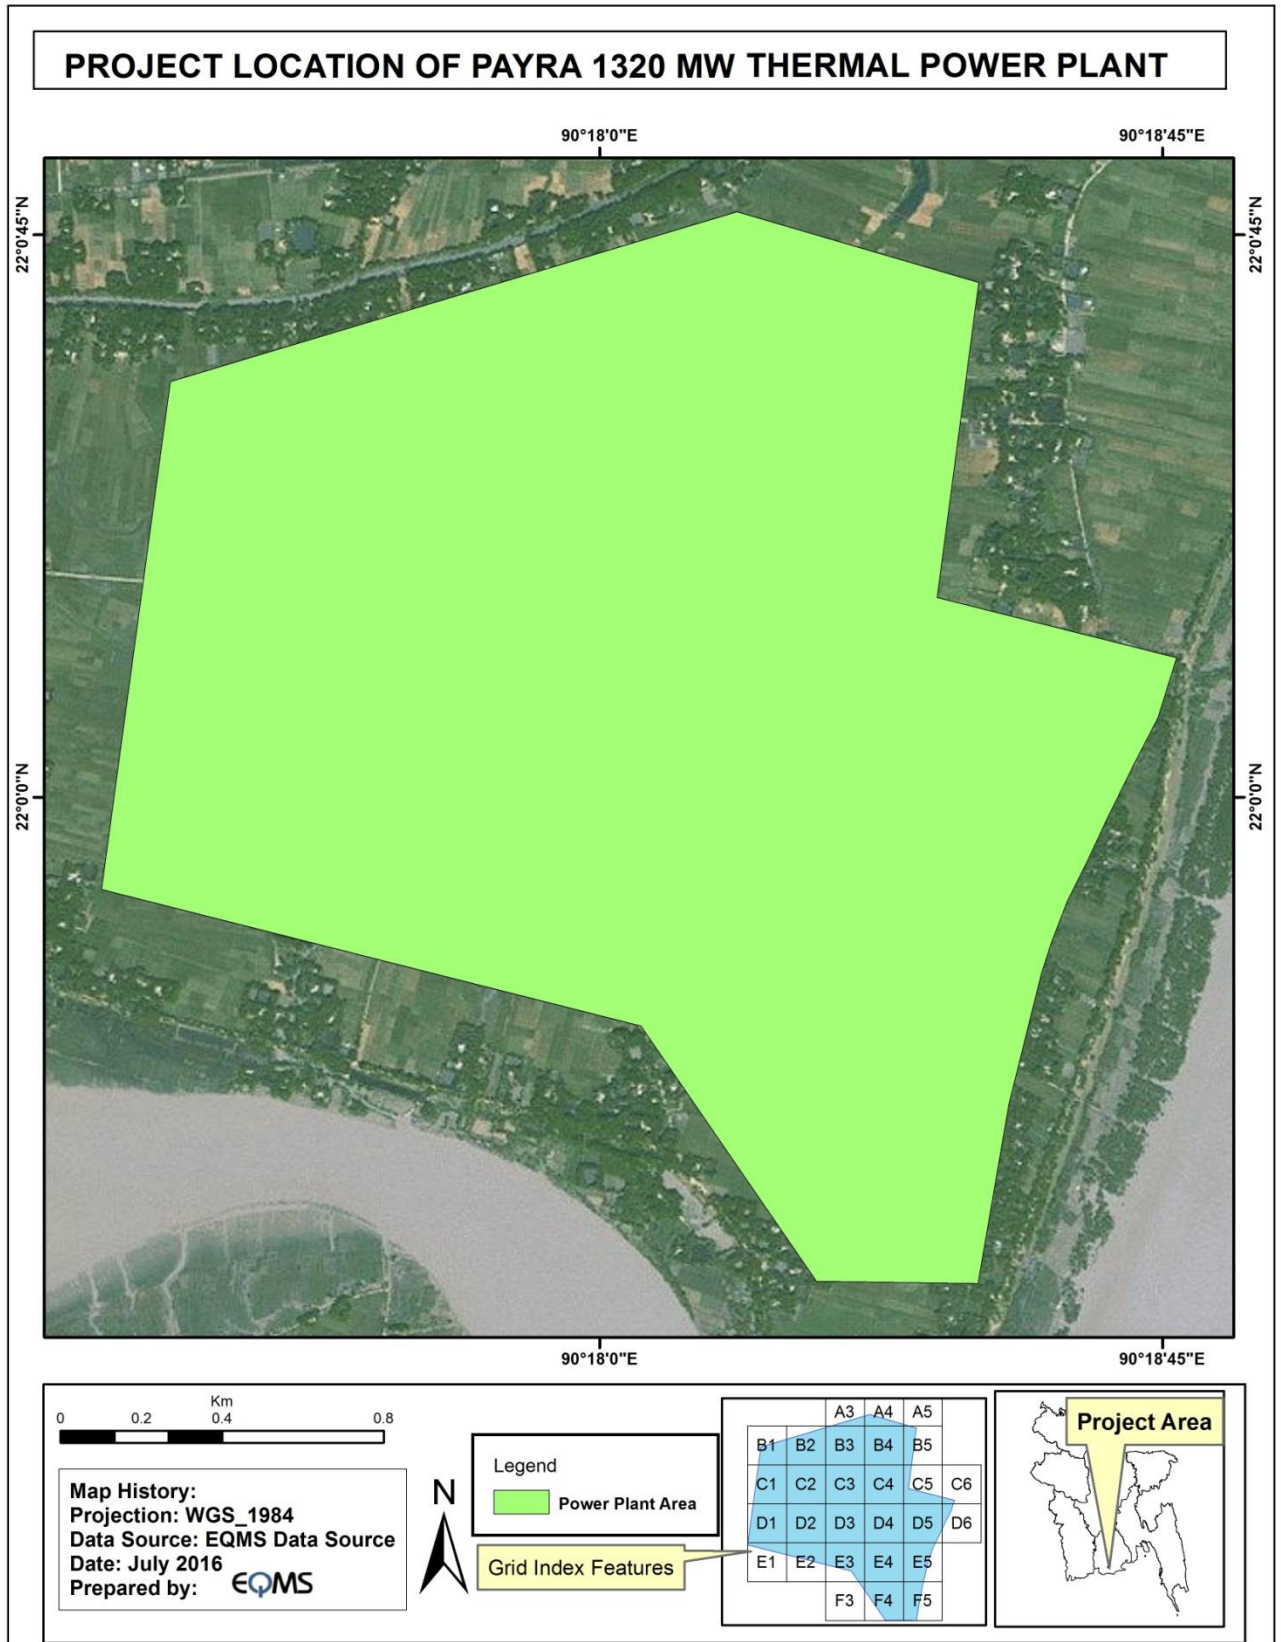 PROJECT LOCATION OF PAYRA 1320 MW THERMAL POWER PLANT
90°18'0"E
90°18'45"E
22°0'45"N
22°0'45"N
22°0'0"N
22°0'0"N
90°18'0"E
90°18'45"E
Km
0 0.2 0.4 0.8
Map History:
Projection: WGS_1984
Data Source: EQMS Data Source
Date: July 2016
Prepared by: EQMS
N
Legend
Power Plant Area
Grid Index Features
A3 A4 A5
B1 B2 B3 B4 B5
C1 C2 C3 C4 C5 C6
D1 D2 D3 D4 D5 D6
E1 E2 E3 E4 E5
F3 F4 F5
Project Area